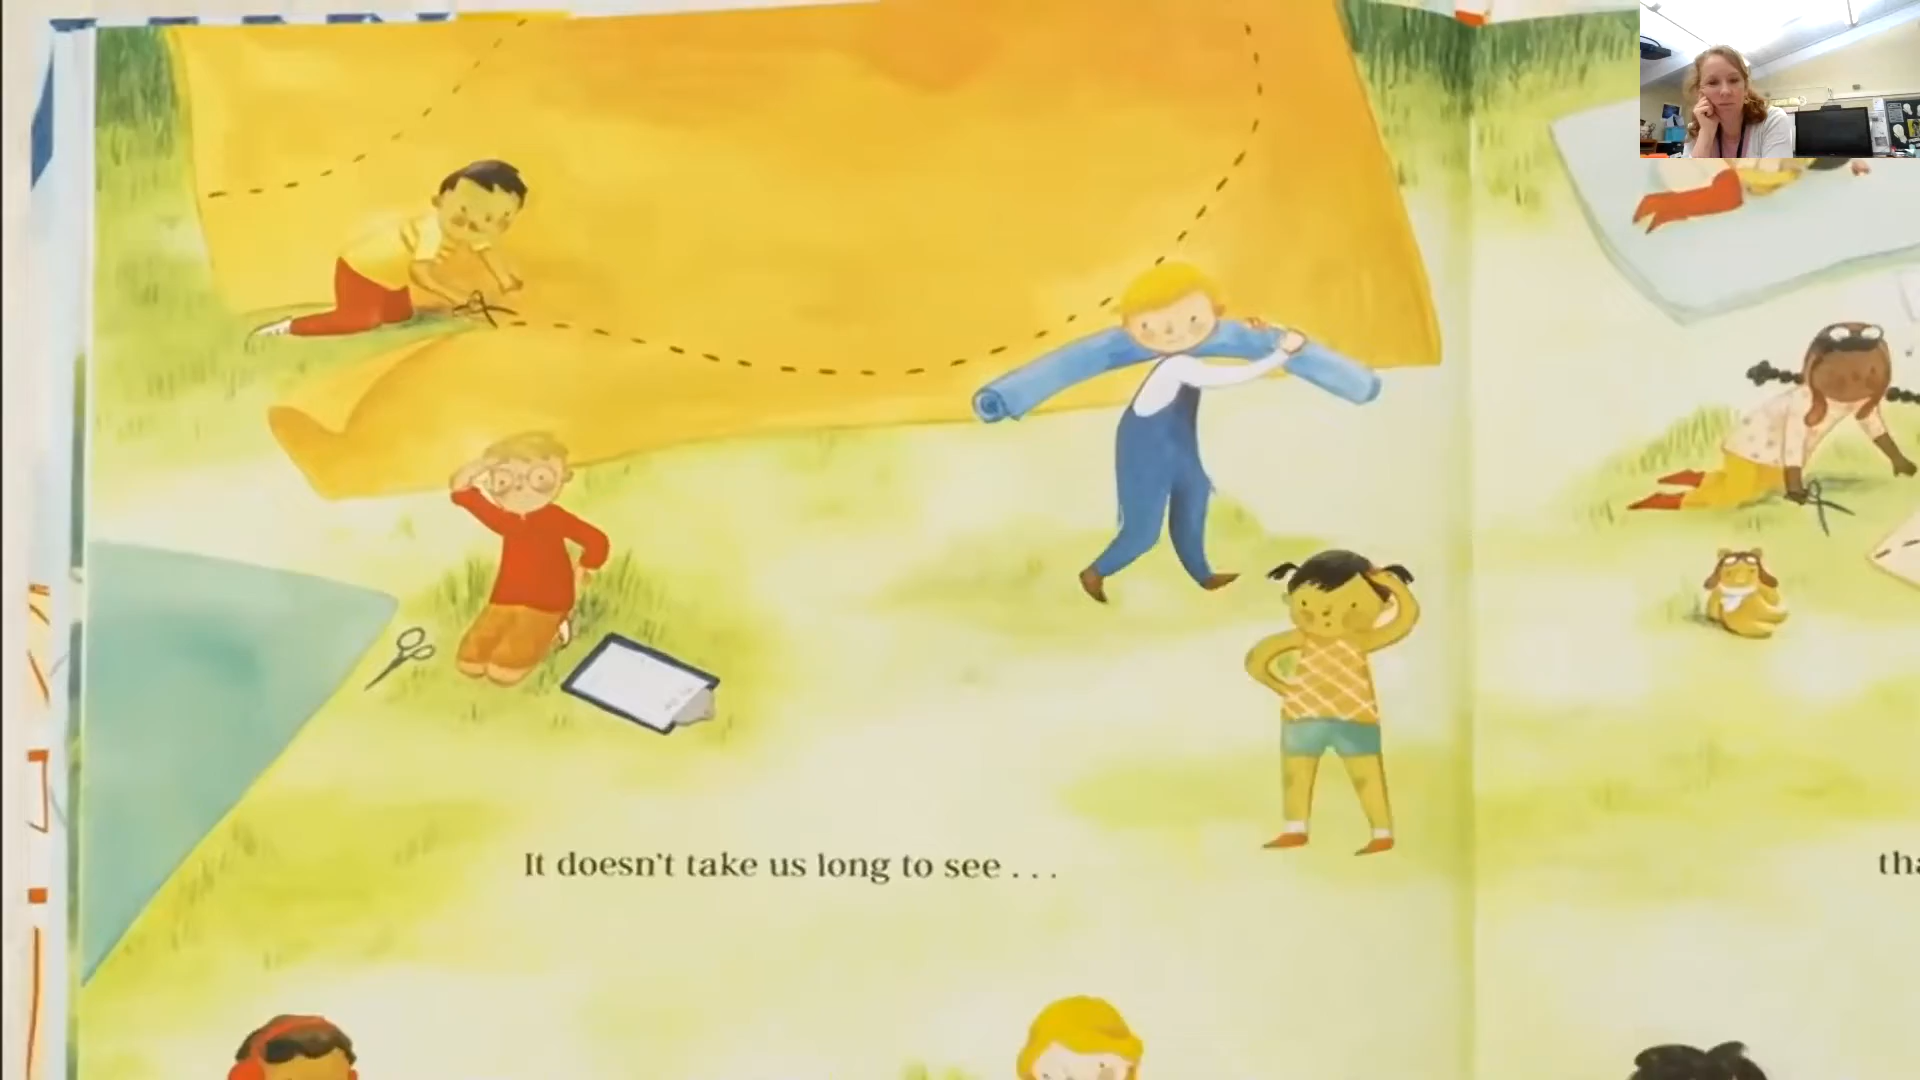 It doesn't take us long to see . . .